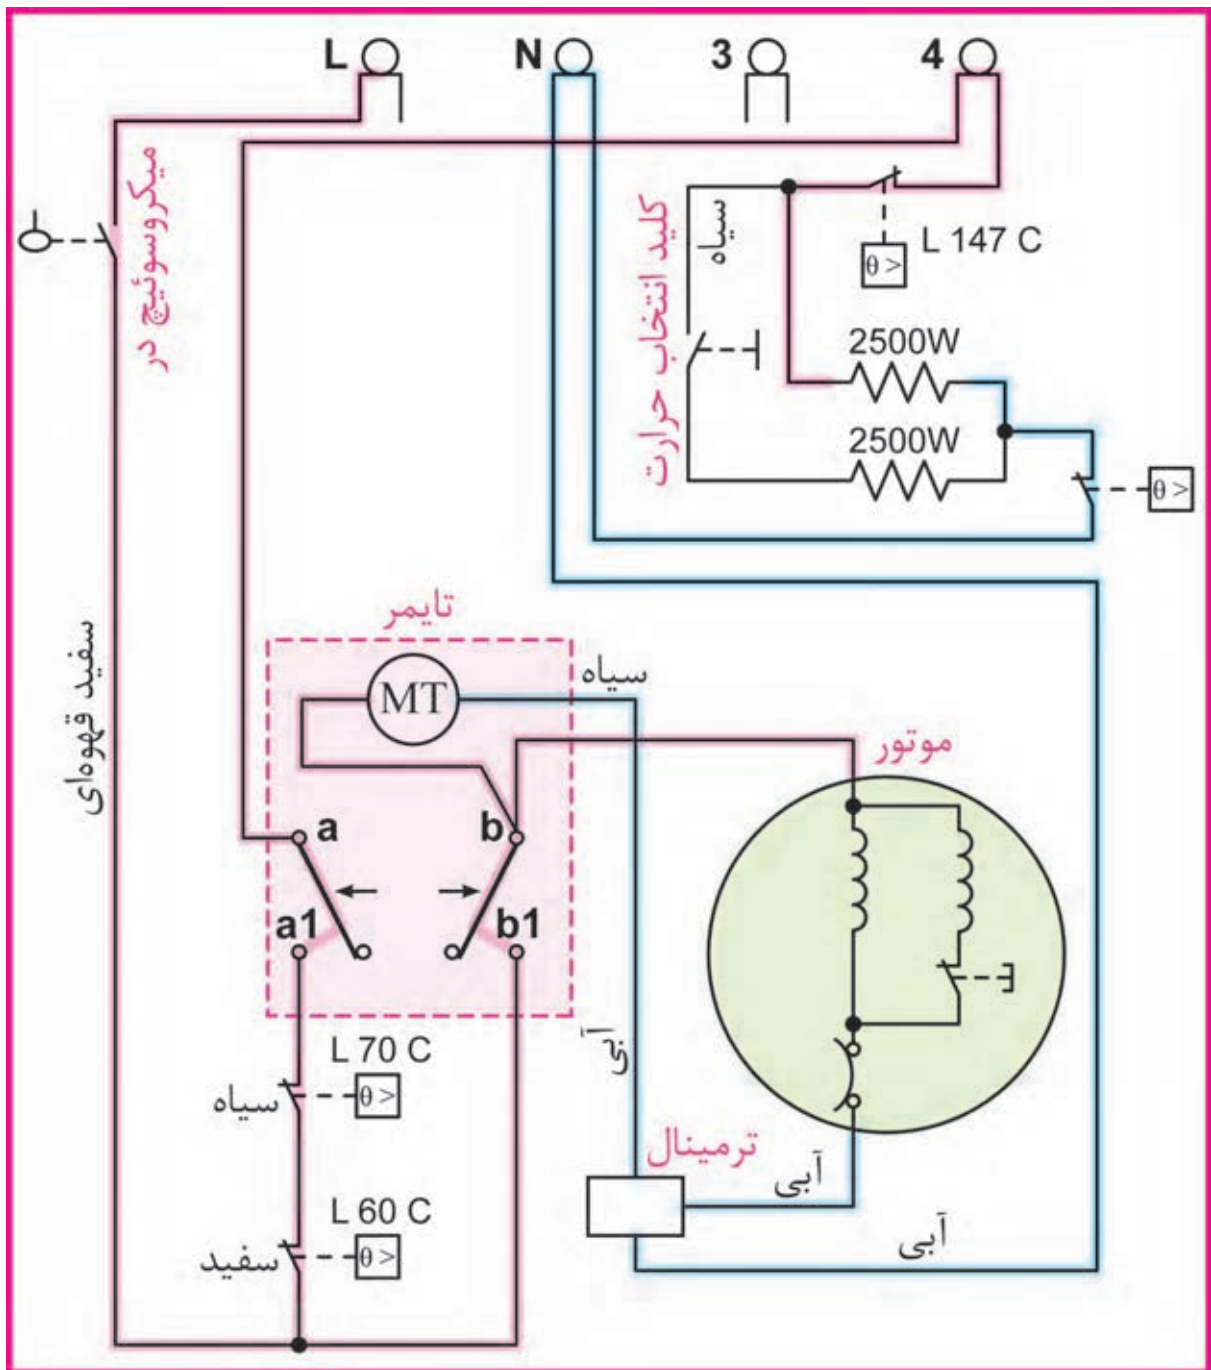 L
N
3
4
میکروسوئیچ در
کلید انتخاب حرارت
سیاه
L 147 C
θ >
2500W
2500W
θ >
سفید قهوه‌ای
تایمر
MT
سیاه
موتور
a
b
a1
b1
L 70 C
سیاه
θ >
آبی
ترمینال
آبی
L 60 C
سفید
θ >
آبی